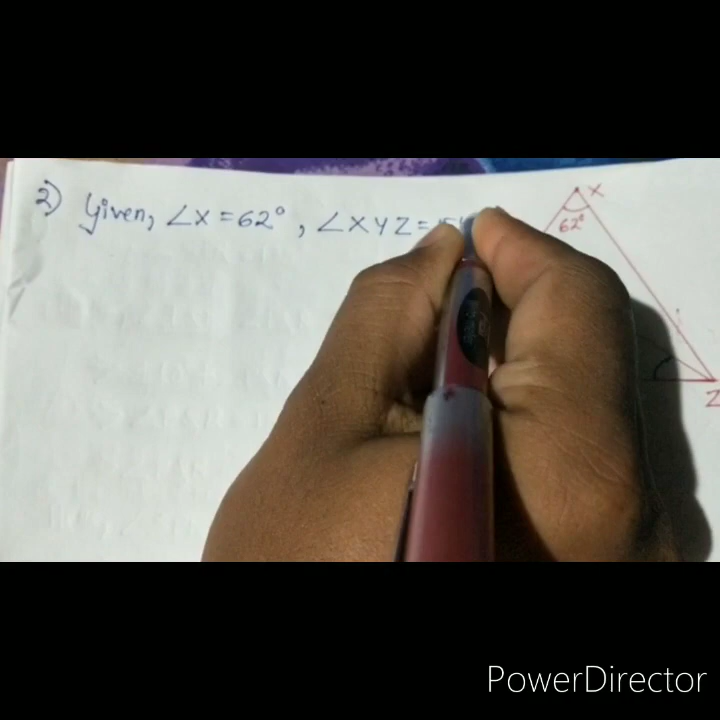 2) Given, ∠X = 62°, ∠XYZ =
X
62°
Z
PowerDirector